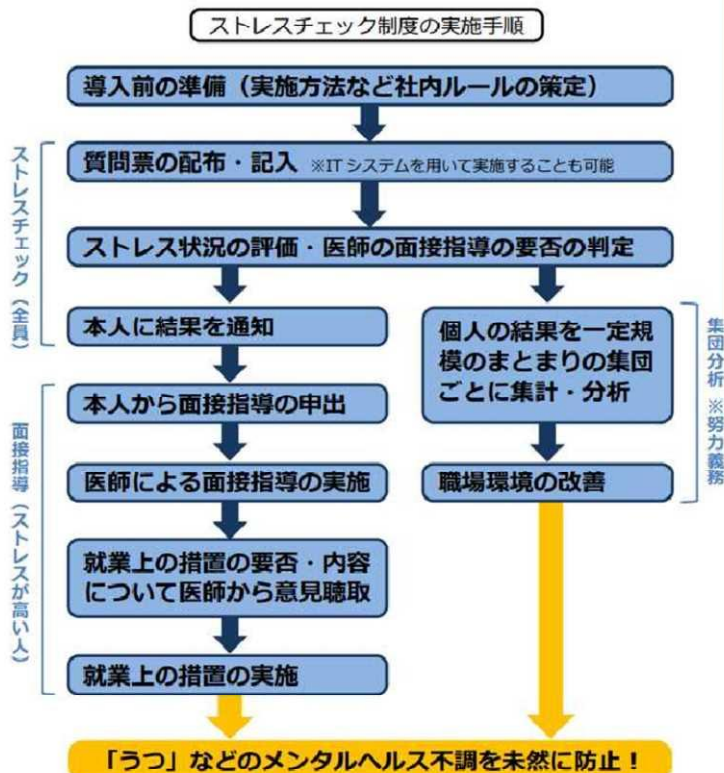 ストレスチェック制度の実施手順
導入前の準備（実施方法など社内ルールの策定）
ストレスチェック（全員）
質問票の配布・記入 ※ITシステムを用いて実施することも可能
ストレス状況の評価・医師の面接指導の要否の判定
本人に結果を通知
面接指導（ストレスが高い人）
本人から面接指導の申出
医師による面接指導の実施
就業上の措置の要否・内容
について医師から意見聴取
就業上の措置の実施
個人の結果を一定規
模のまとまりの集団
ごとに集計・分析
職場環境の改善
集団分析 ※努力義務
「うつ」などのメンタルヘルス不調を未然に防止！